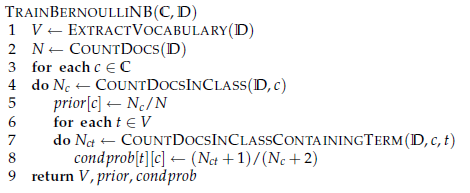 TRAINBERNOULLINB(ℂ, 𝔻)
1 V ← EXTRACTVOCABULARY(𝔻)
2 N ← COUNTDOCS(𝔻)
3 for each c ∈ ℂ
4 do Nc ← COUNTDOCSINCLASS(𝔻, c)
5 prior[c] ← Nc/N
6 for each t ∈ V
7 do Nct ← COUNTDOCSINCLASSCONTAININGTERM(𝔻, c, t)
8 condprob[t][c] ← (Nct + 1)/(Nc + 2)
9 return V, prior, condprob